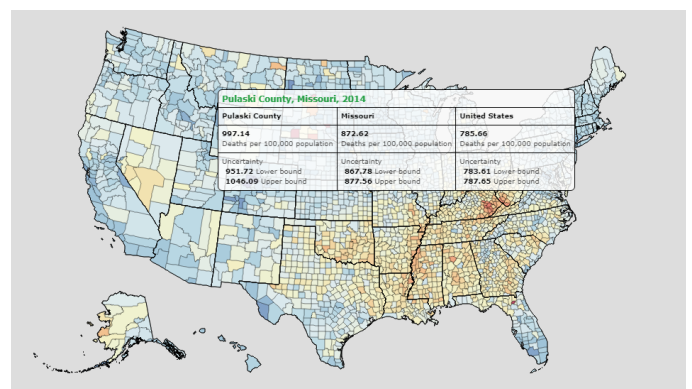 Pulaski County, Missouri, 2014
Pulaski County Missouri United States
997.14 872.62 785.66
Deaths per 100,000 population Deaths per 100,000 population Deaths per 100,000 population
Uncertainty Uncertainty Uncertainty
951.72 Lower bound 867.78 Lower bound 783.61 Lower bound
1046.09 Upper bound 877.56 Upper bound 787.65 Upper bound